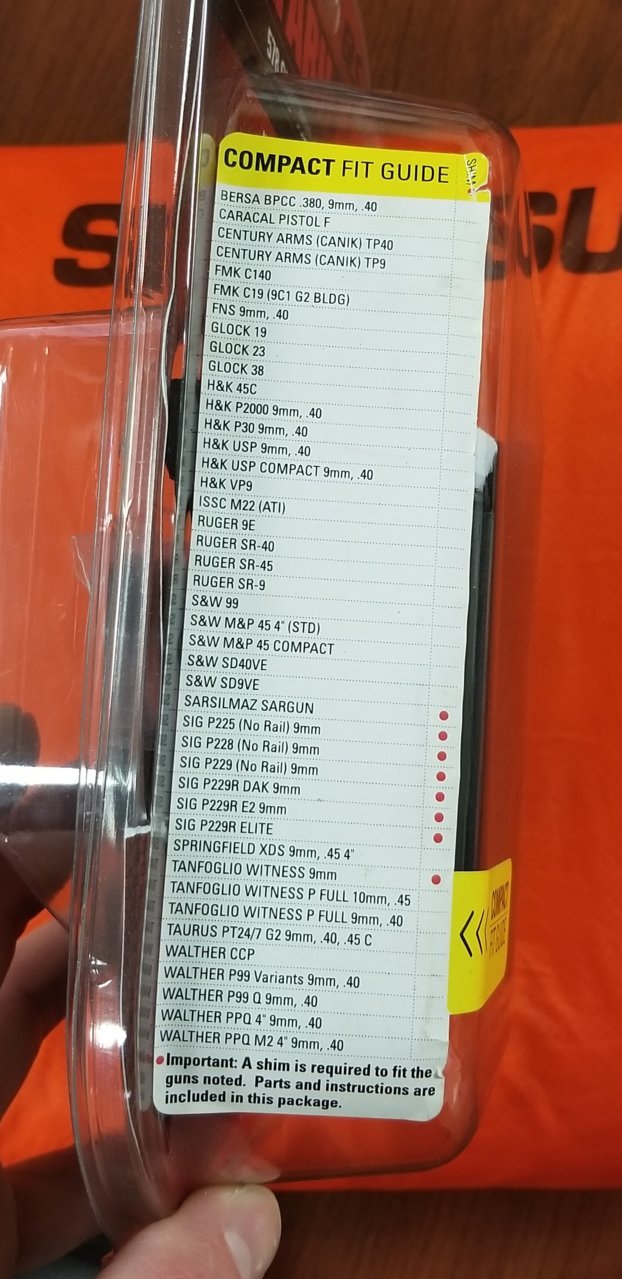 COMPACT FIT GUIDE
BERSA BPCC .380, 9mm, .40
CARACAL PISTOL F
CENTURY ARMS (CANIK) TP40
CENTURY ARMS (CANIK) TP9
FMK C140
FMK C19 (9C1 G2 BLDG)
FNS 9mm, .40
GLOCK 19
GLOCK 23
GLOCK 38
H&K 45C
H&K P2000 9mm, .40
H&K P30 9mm, .40
H&K USP 9mm, .40
H&K USP COMPACT 9mm, .40
H&K VP9
ISSC M22 (ATI)
RUGER 9E
RUGER SR-40
RUGER SR-45
RUGER SR-9
S&W 99
S&W M&P 45 4" (STD)
S&W M&P 45 COMPACT
S&W SD40VE
S&W SD9VE
SARSILMAZ SARGUN
SIG P225 (No Rail) 9mm
SIG P228 (No Rail) 9mm
SIG P229 (No Rail) 9mm
SIG P229R DAK 9mm
SIG P229R E2 9mm
SIG P229R ELITE
SPRINGFIELD XDS 9mm, .45 4"
TANFOGLIO WITNESS 9mm
TANFOGLIO WITNESS P FULL 10mm, .45
TANFOGLIO WITNESS P FULL 9mm, .40
TAURUS PT24/7 G2 9mm, .40, .45 C
WALTHER CCP
WALTHER P99 Variants 9mm, .40
WALTHER P99 Q 9mm, .40
WALTHER PPQ 4" 9mm, .40
WALTHER PPQ M2 4" 9mm, .40
•Important: A shim is required to fit the
guns noted. Parts and instructions are
included in this package.
COMPACT
FIT GUIDE